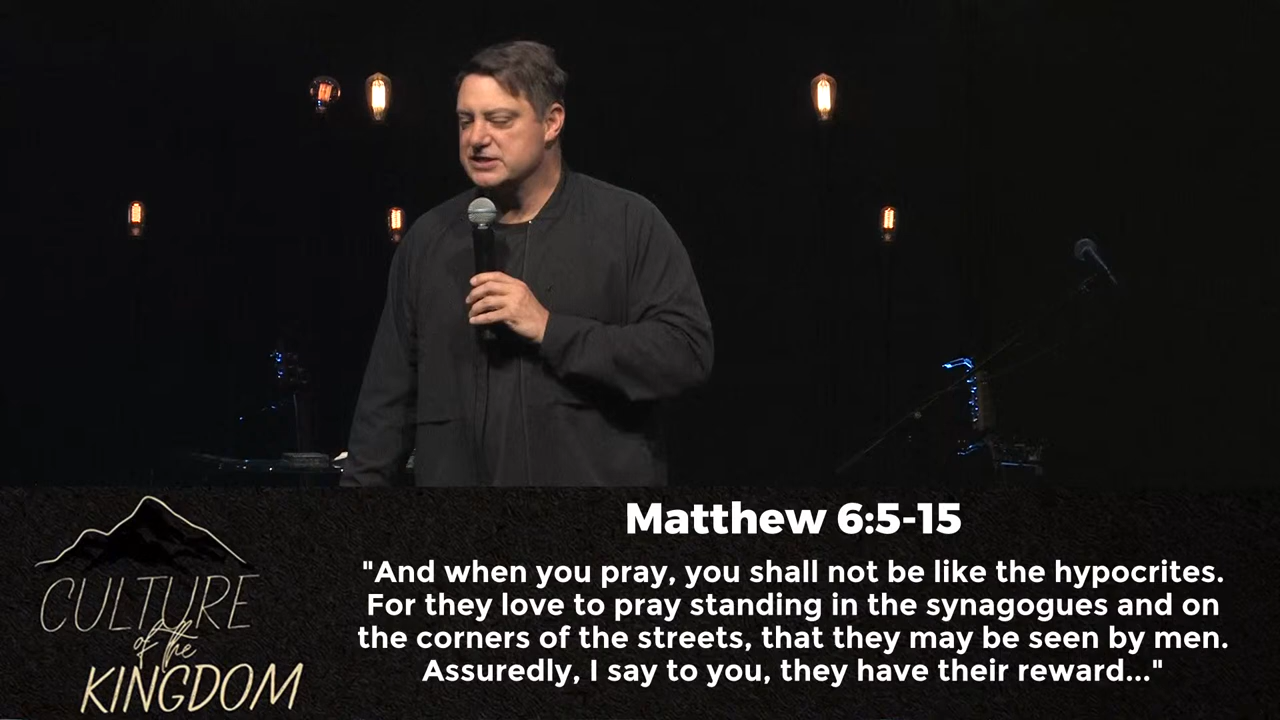 Matthew 6:5-15
"And when you pray, you shall not be like the hypocrites.
For they love to pray standing in the synagogues and on
the corners of the streets, that they may be seen by men.
Assuredly, I say to you, they have their reward..."
CULTURE
of the
KINGDOM